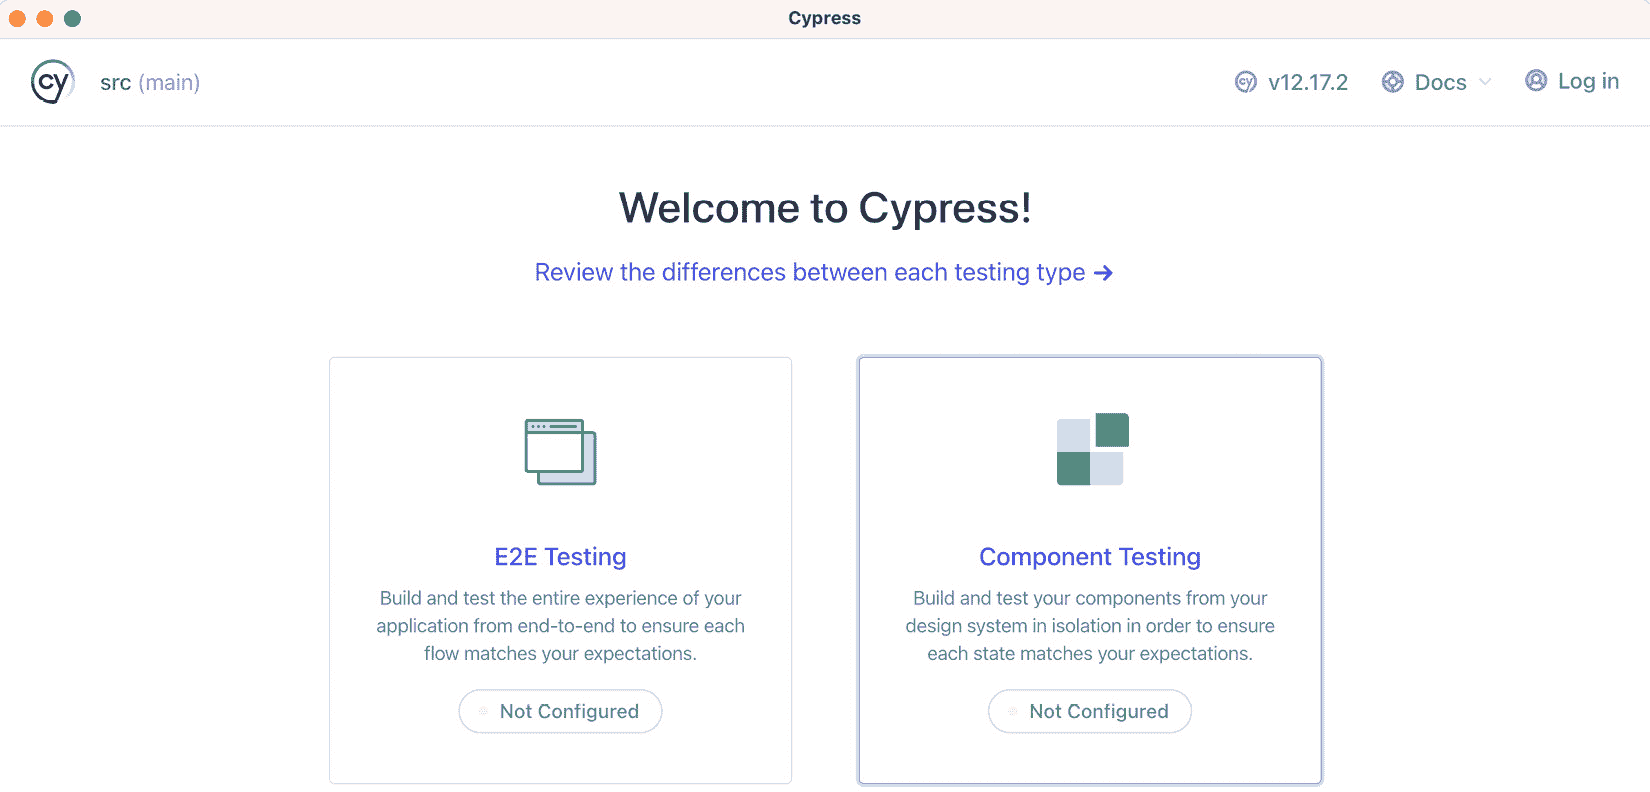 Cypress
cy src (main)
cy v12.17.2 Docs Log in
Welcome to Cypress!
Review the differences between each testing type →
E2E Testing
Build and test the entire experience of your
application from end-to-end to ensure each
flow matches your expectations.
Not Configured
Component Testing
Build and test your components from your
design system in isolation in order to ensure
each state matches your expectations.
Not Configured